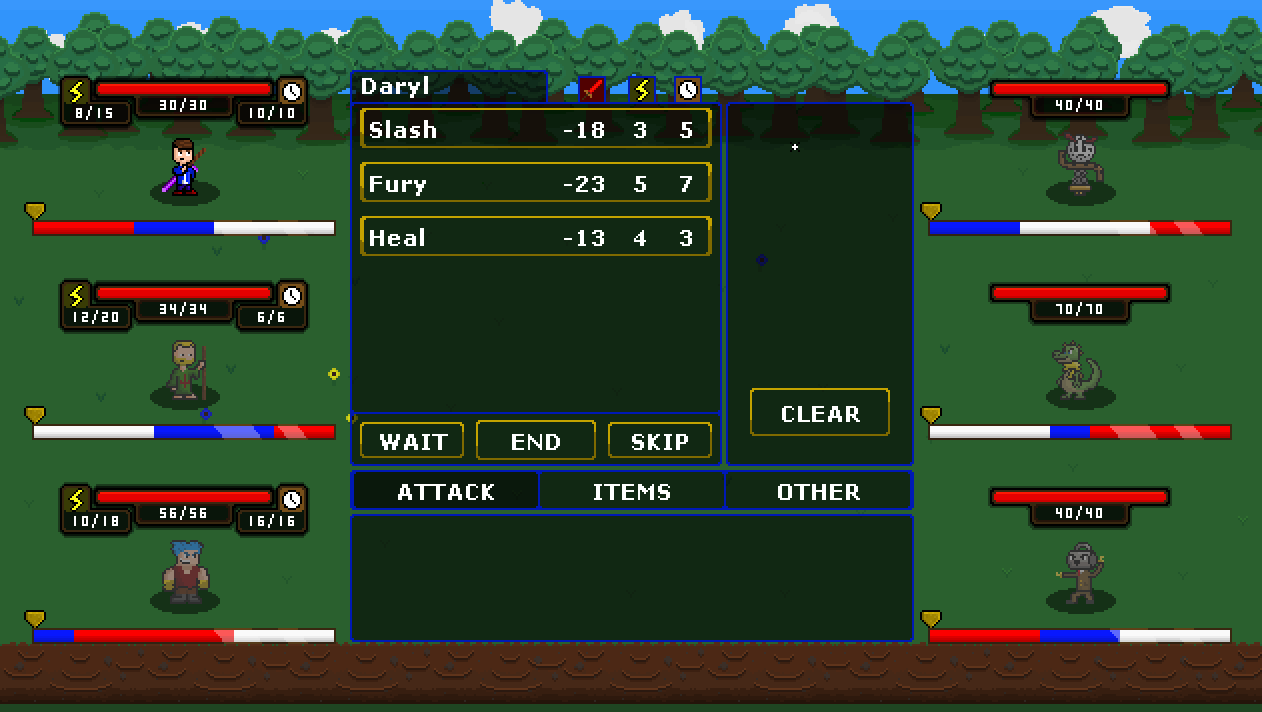 Daryl
8/15 30/30 10/10
40/40
Slash -18 3 5
Fury -23 5 7
Heal -13 4 3
12/20 34/34 6/6
70/70
CLEAR
WAIT END SKIP
ATTACK ITEMS OTHER
10/18 56/56 16/16
40/40